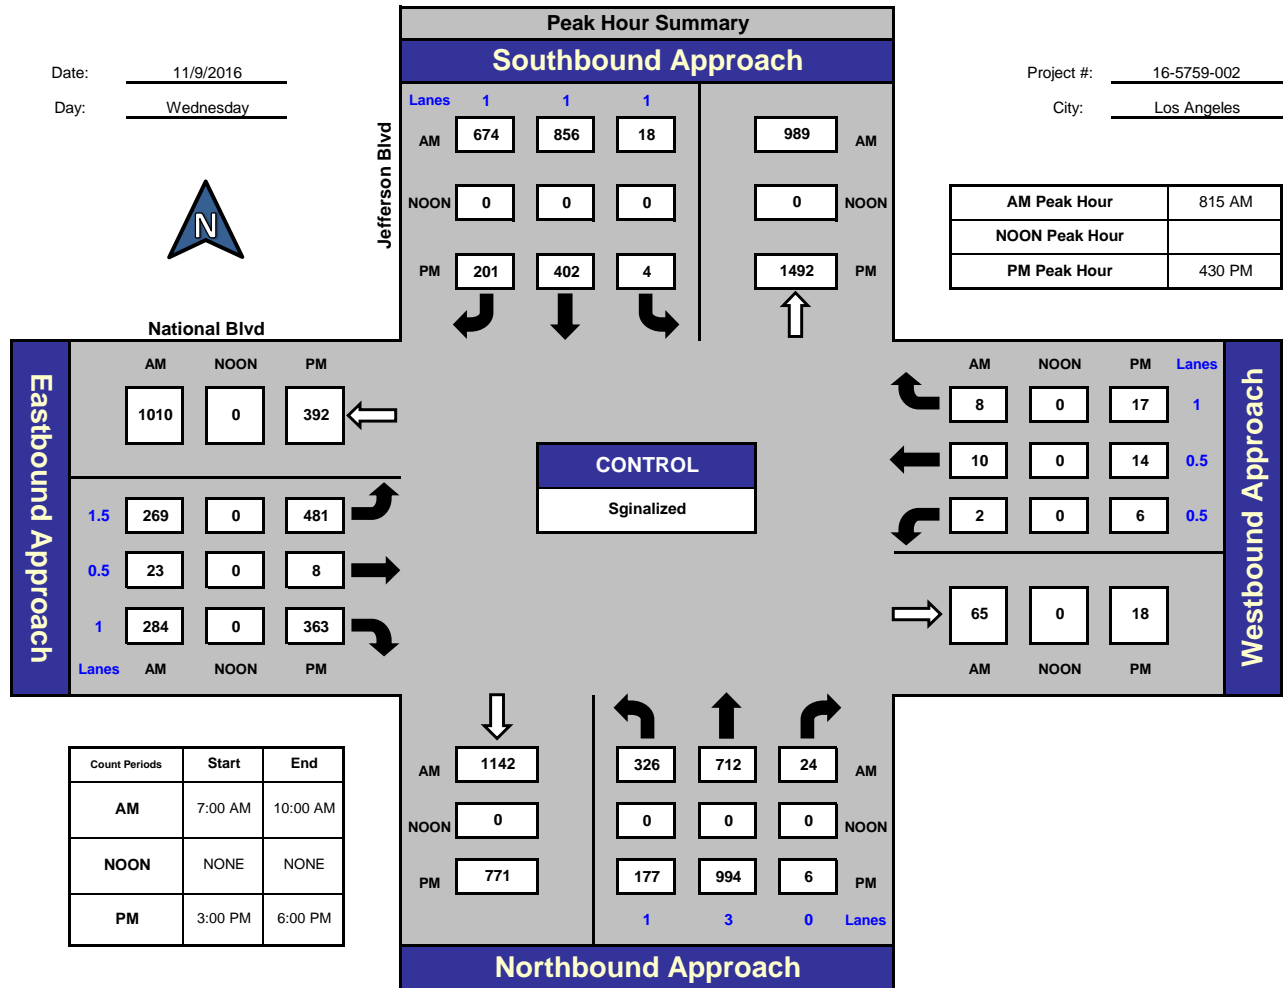 Peak Hour Summary
Southbound Approach
Date: 11/9/2016
Day: Wednesday
Project #: 16-5759-002
City: Los Angeles
N
Jefferson Blvd
Lanes 1 1 1
AM 674 856 18 989 AM
NOON 0 0 0 0 NOON
PM 201 402 4 1492 PM
AM Peak Hour 815 AM
NOON Peak Hour
PM Peak Hour 430 PM
National Blvd
Eastbound Approach
AM NOON PM
1010 0 392
1.5 269 0 481
0.5 23 0 8
1 284 0 363
Lanes AM NOON PM
CONTROL
Sginalized
AM NOON PM Lanes
8 0 17 1
10 0 14 0.5
2 0 6 0.5
65 0 18
AM NOON PM
Westbound Approach
Count Periods Start End
AM 7:00 AM 10:00 AM
NOON NONE NONE
PM 3:00 PM 6:00 PM
AM 1142 326 712 24 AM
NOON 0 0 0 0 NOON
PM 771 177 994 6 PM
1 3 0 Lanes
Northbound Approach